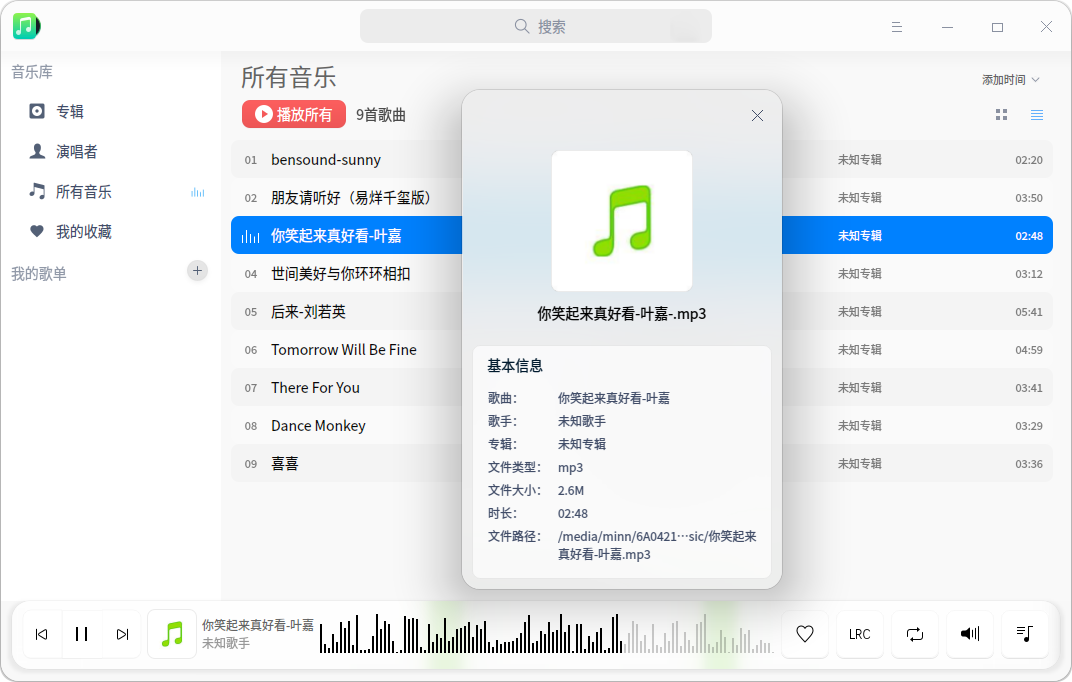 搜索
音乐库
专辑
演唱者
所有音乐
我的收藏
我的歌单
所有音乐
添加时间
播放所有
9首歌曲
01 bensound-sunny 未知专辑 02:20
02 朋友请听好（易烊千玺版） 未知专辑 03:50
你笑起来真好看-叶嘉 未知专辑 02:48
04 世间美好与你环环相扣 未知专辑 03:12
05 后来-刘若英 未知专辑 05:41
06 Tomorrow Will Be Fine 未知专辑 04:59
07 There For You 未知专辑 03:41
08 Dance Monkey 未知专辑 03:29
09 喜喜 未知专辑 03:36
你笑起来真好看-叶嘉-.mp3
基本信息
歌曲： 你笑起来真好看-叶嘉
歌手： 未知歌手
专辑： 未知专辑
文件类型： mp3
文件大小： 2.6M
时长： 02:48
文件路径： /media/minn/6A0421···sic/你笑起来
真好看-叶嘉.mp3
你笑起来真好看-叶嘉
未知歌手
LRC